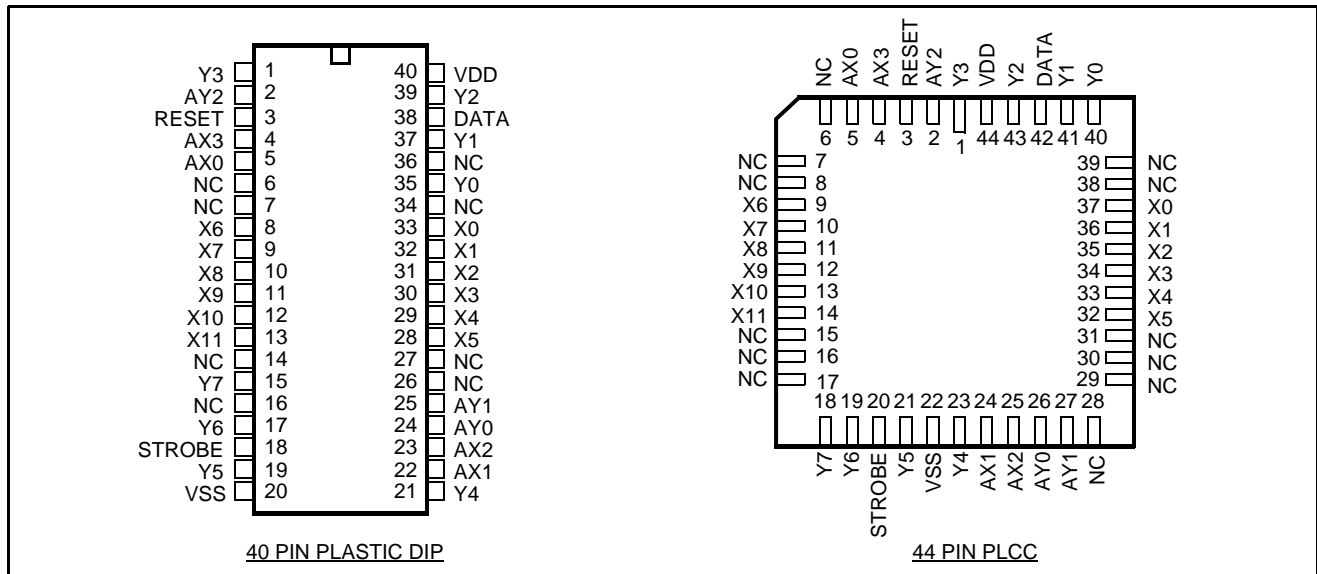 Y3 1 40 VDD
AY2 2 39 Y2
RESET 3 38 DATA
AX3 4 37 Y1
AX0 5 36 NC
NC 6 35 Y0
NC 7 34 NC
X6 8 33 X0
X7 9 32 X1
X8 10 31 X2
X9 11 30 X3
X10 12 29 X4
X11 13 28 X5
NC 14 27 NC
Y7 15 26 NC
NC 16 25 AY1
Y6 17 24 AY0
STROBE 18 23 AX2
Y5 19 22 AX1
VSS 20 21 Y4
40 PIN PLASTIC DIP
NC AX0 AX3 RESET AY2 Y3 VDD Y2 DATA Y1 Y0
6 5 4 3 2 1 44 43 42 41 40
NC 7 39 NC
NC 8 38 NC
X6 9 37 X0
X7 10 36 X1
X8 11 35 X2
X9 12 34 X3
X10 13 33 X4
X11 14 32 X5
NC 15 31 NC
NC 16 30 NC
NC 17 29 NC
18 19 20 21 22 23 24 25 26 27 28
Y7 Y6 STROBE Y5 VSS Y4 AX1 AX2 AY0 AY1 NC
44 PIN PLCC